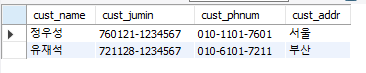 cust_name cust_jumin cust_phnum cust_addr
정우성 760121-1234567 010-1101-7601 서울
유재석 721128-1234567 010-6101-7211 부산